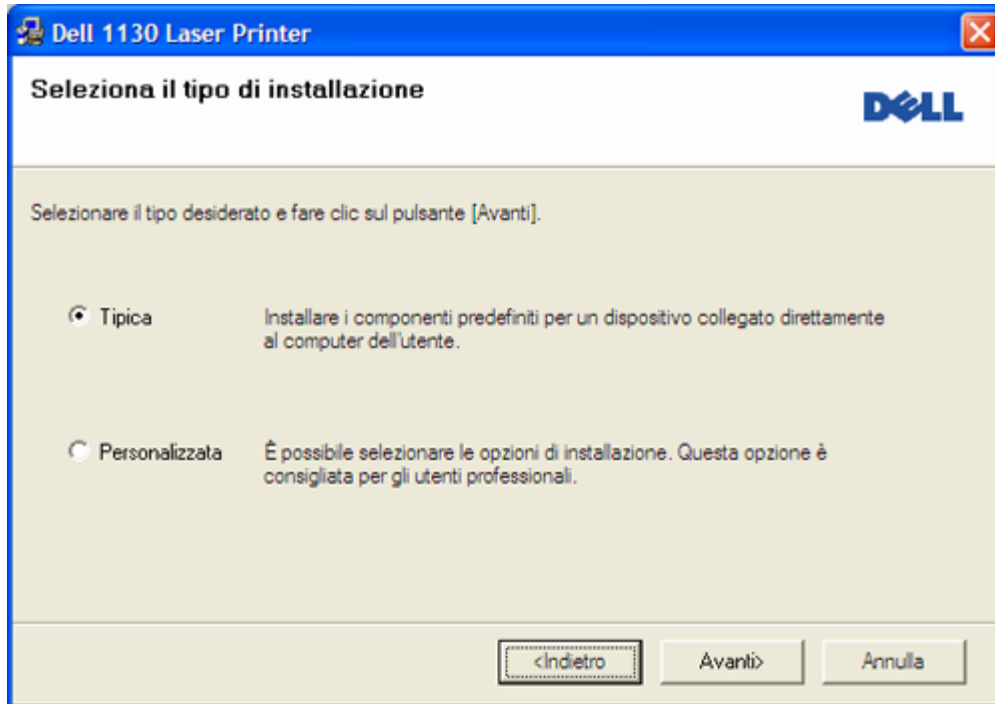 Dell 1130 Laser Printer
Seleziona il tipo di installazione
DELL
Selezionare il tipo desiderato e fare clic sul pulsante [Avanti].
Tipica
Installare i componenti predefiniti per un dispositivo collegato direttamente
al computer dell'utente.
Personalizzata
È possibile selezionare le opzioni di installazione. Questa opzione è
consigliata per gli utenti professionali.
<Indietro
Avanti>
Annulla